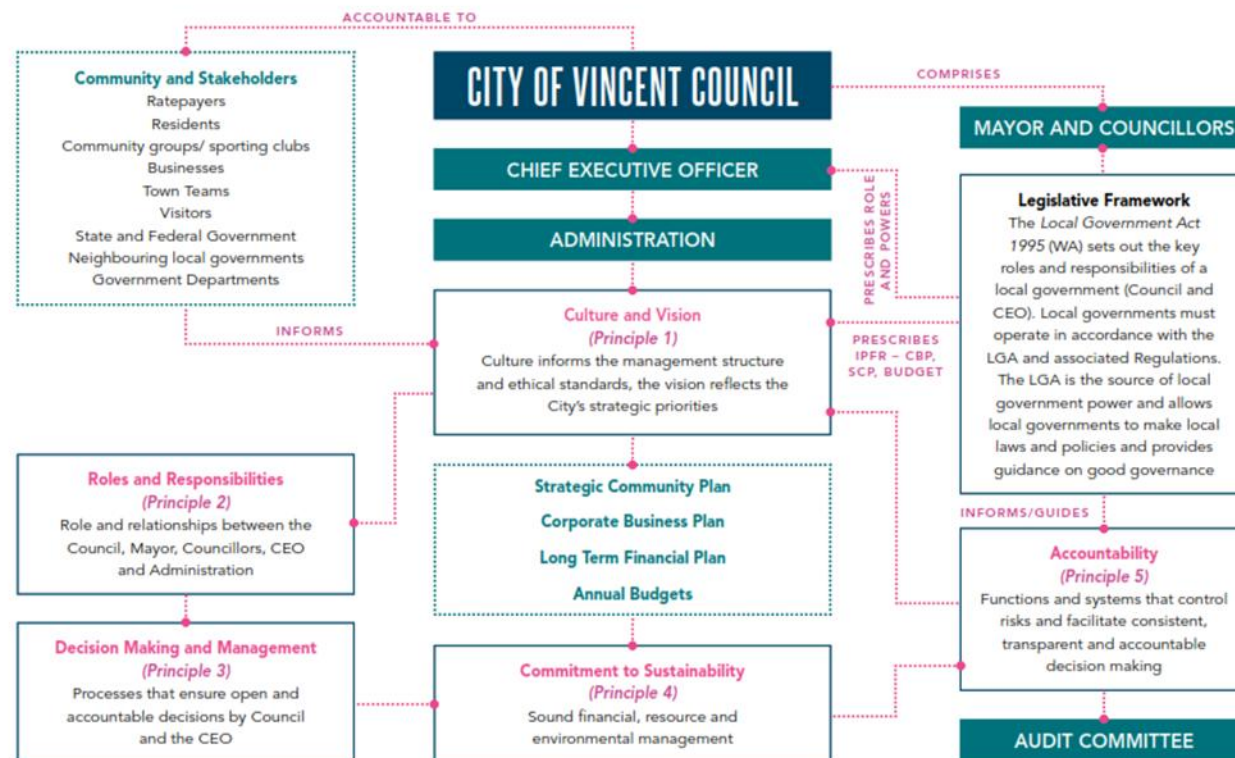 ACCOUNTABLE TO
Community and Stakeholders
Ratepayers
Residents
Community groups/ sporting clubs
Businesses
Town Teams
Visitors
State and Federal Government
Neighbouring local governments
Government Departments
CITY OF VINCENT COUNCIL
COMPRISES
MAYOR AND COUNCILLORS
CHIEF EXECUTIVE OFFICER
ADMINISTRATION
PRESCRIBES ROLE
AND POWERS
Legislative Framework
The Local Government Act
1995 (WA) sets out the key
roles and responsibilities of a
local government (Council and
CEO). Local governments must
operate in accordance with the
LGA and associated Regulations.
The LGA is the source of local
government power and allows
local governments to make local
laws and policies and provides
guidance on good governance
INFORMS
Culture and Vision
(Principle 1)
Culture informs the management structure
and ethical standards, the vision reflects the
City's strategic priorities
PRESCRIBES
IPFR – CBP,
SCP, BUDGET
Roles and Responsibilities
(Principle 2)
Role and relationships between the
Council, Mayor, Councillors, CEO
and Administration
Strategic Community Plan
Corporate Business Plan
Long Term Financial Plan
Annual Budgets
INFORMS/GUIDES
Accountability
(Principle 5)
Functions and systems that control
risks and facilitate consistent,
transparent and accountable
decision making
Decision Making and Management
(Principle 3)
Processes that ensure open and
accountable decisions by Council
and the CEO
Commitment to Sustainability
(Principle 4)
Sound financial, resource and
environmental management
AUDIT COMMITTEE